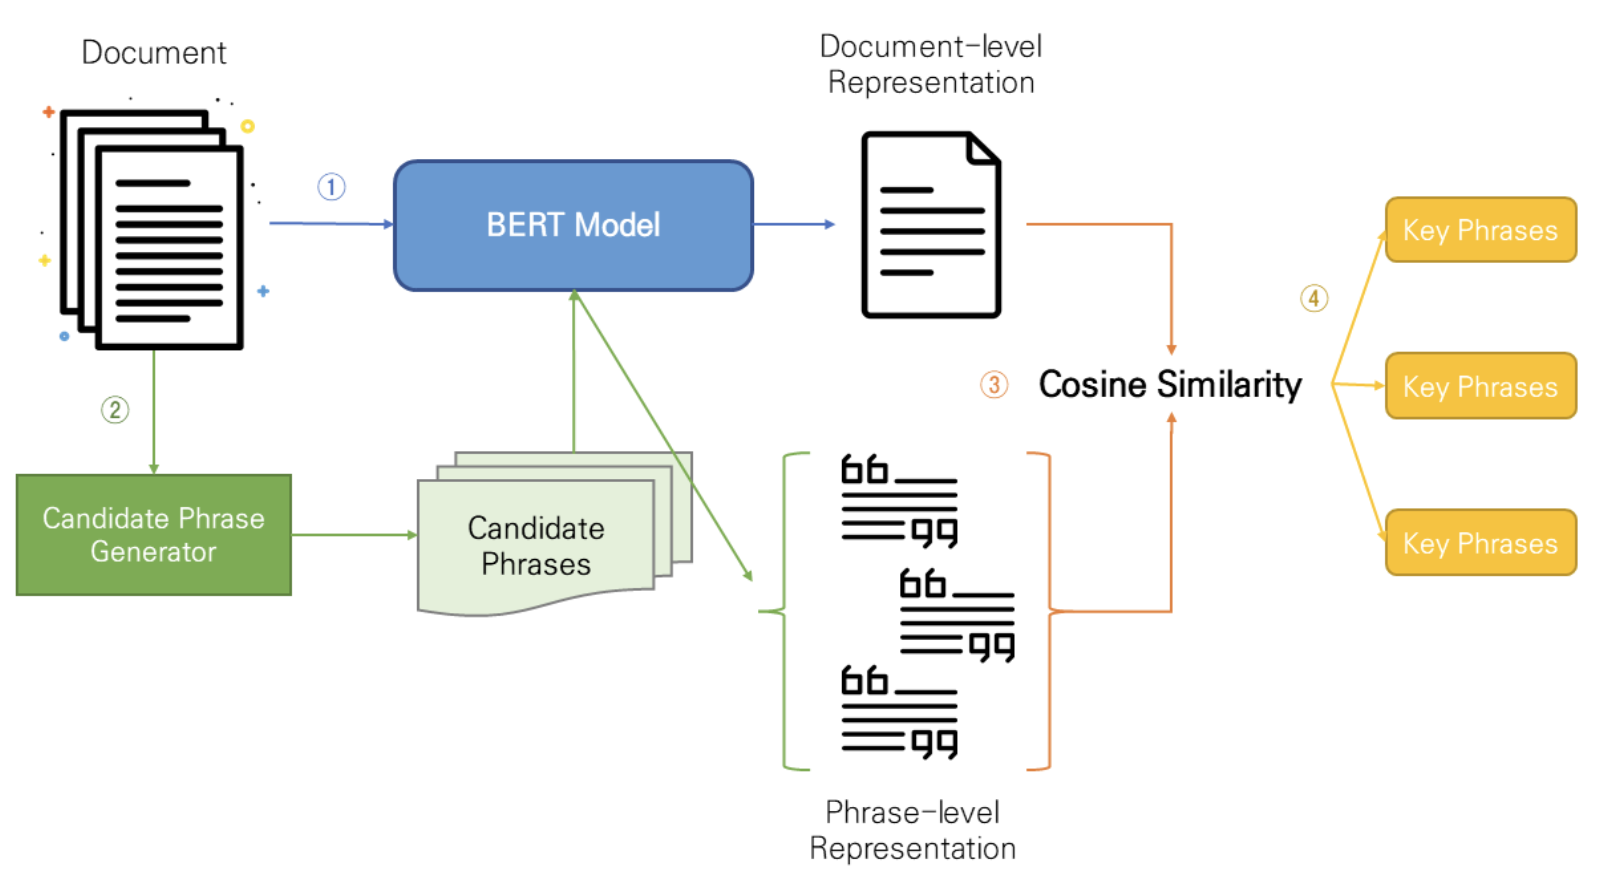 Document
①
BERT Model
Document-level
Representation
②
Candidate Phrase
Generator
Candidate
Phrases
Phrase-level
Representation
③
Cosine Similarity
④
Key Phrases
Key Phrases
Key Phrases